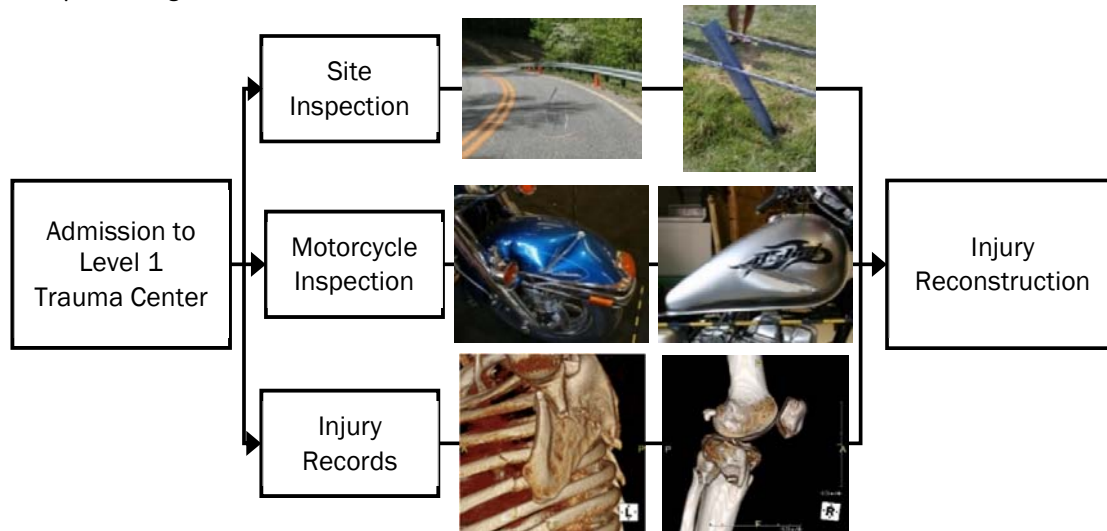 Site
Inspection
Admission to
Level 1
Trauma Center
Motorcycle
Inspection
Injury
Reconstruction
Injury
Records
P
L
P
A
R
F